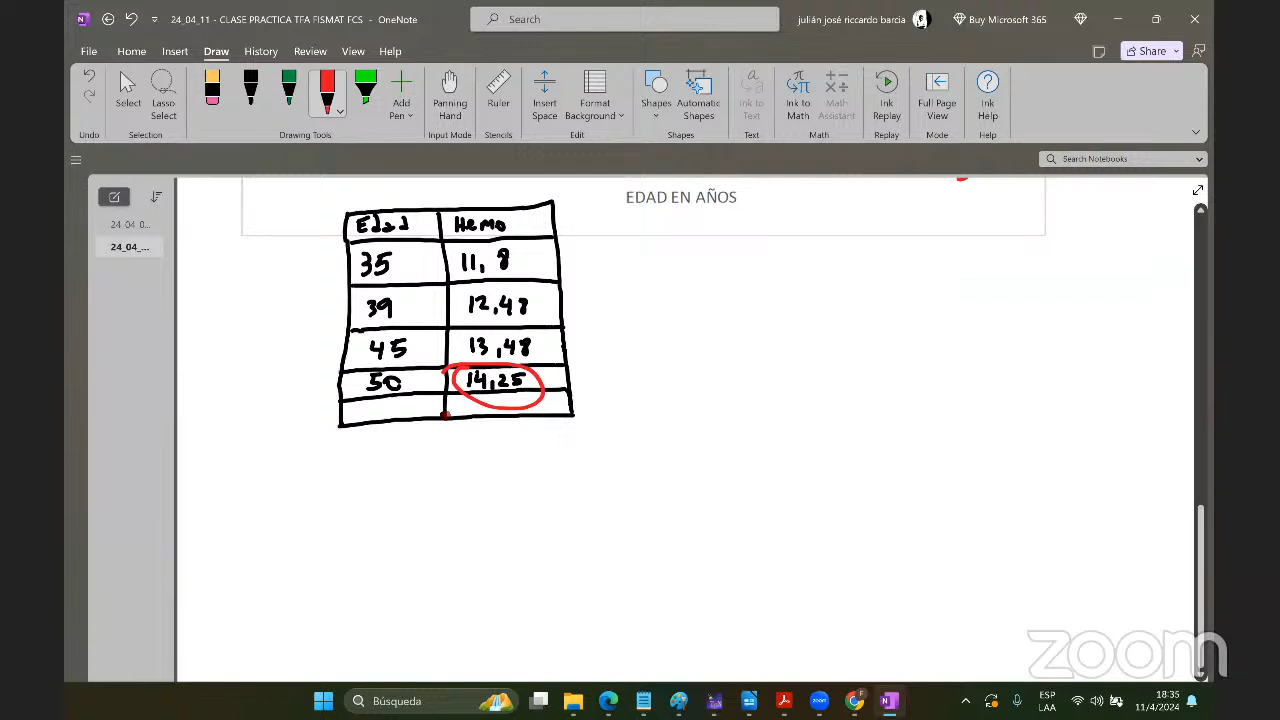 24_04_11 - CLASE PRACTICA TFA FISMAT FCS - OneNote
Search
julián josé riccardo barcia
Buy Microsoft 365
File Home Insert Draw History Review View Help
Share
Select
Lasso Select
Add Pen
Panning Hand
Ruler
Insert Space
Format Background
Shapes
Automatic Shapes
Ink to Text
Ink to Math
Math Assistant
Ink Replay
Full Page View
Ink Help
Undo
Selection
Drawing Tools
Input Mode
Stencils
Edit
Shapes
Text
Math
Replay
Mode
Help
Search Notebooks
24_04_0...
24_04_...
EDAD EN AÑOS
Edad Hemo
35 11,8
39 12,48
45 13,48
50 14,25
zoom
Búsqueda
ESP
LAA
18:35
11/4/2024